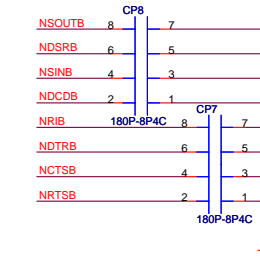 CP8
NSOUTB 8 7
NDSRB 6 5
NSINB 4 3
NDCDB 2 1
CP7
180P-8P4C
NRIB 8 7
NDTRB 6 5
NCTSB 4 3
NRTSB 2 1
180P-8P4C